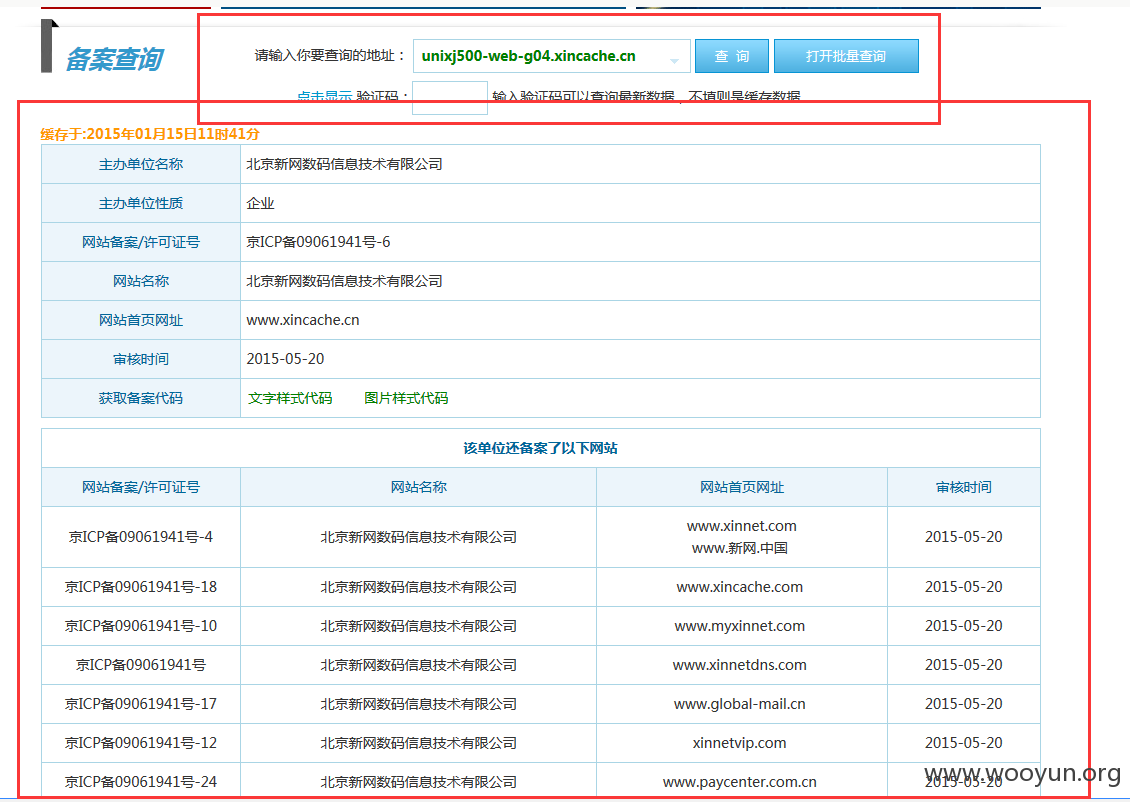 备案查询
请输入你要查询的地址： unixj500-web-g04.xincache.cn 查 询 打开批量查询
点击显示 验证码： 输入验证码可以查询最新数据，不填则是缓存数据
缓存于:2015年01月15日11时41分
主办单位名称 北京新网数码信息技术有限公司
主办单位性质 企业
网站备案/许可证号 京ICP备09061941号-6
网站名称 北京新网数码信息技术有限公司
网站首页网址 www.xincache.cn
审核时间 2015-05-20
获取备案代码 文字样式代码 图片样式代码
该单位还备案了以下网站
网站备案/许可证号 网站名称 网站首页网址 审核时间
京ICP备09061941号-4 北京新网数码信息技术有限公司 www.xinnet.com 2015-05-20
www.新网.中国
京ICP备09061941号-18 北京新网数码信息技术有限公司 www.xincache.com 2015-05-20
京ICP备09061941号-10 北京新网数码信息技术有限公司 www.myxinnet.com 2015-05-20
京ICP备09061941号 北京新网数码信息技术有限公司 www.xinnetdns.com 2015-05-20
京ICP备09061941号-17 北京新网数码信息技术有限公司 www.global-mail.cn 2015-05-20
京ICP备09061941号-12 北京新网数码信息技术有限公司 xinnetvip.com 2015-05-20
京ICP备09061941号-24 北京新网数码信息技术有限公司 www.paycenter.com.cn 2015-05-20
www.wooyun.org